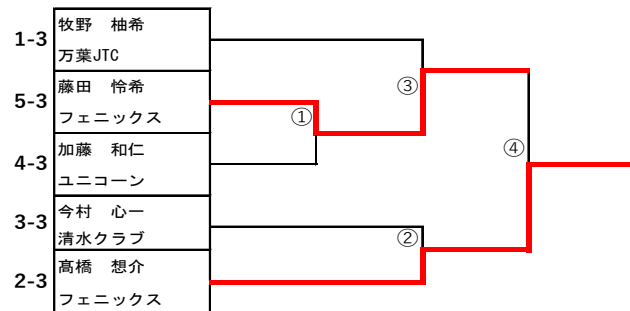 1-3
牧野　柚希
万葉JTC
5-3
藤田　怜希
フェニックス
①
③
4-3
加藤　和仁
ユニコーン
④
3-3
今村　心一
清水クラブ
②
2-3
髙橋　想介
フェニックス